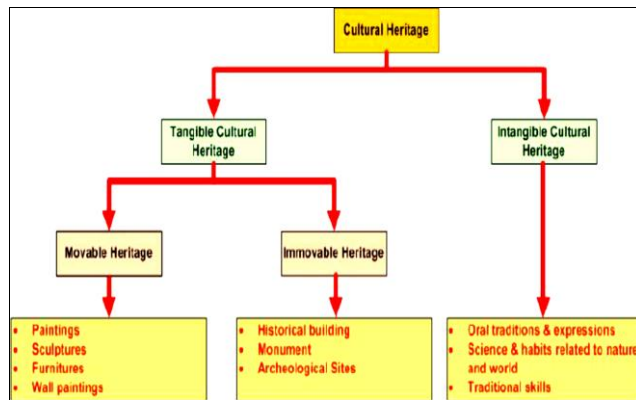 Cultural Heritage
Tangible Cultural
Heritage
Intangible Cultural
Heritage
Movable Heritage
Immovable Heritage
• Paintings
• Sculptures
• Furnitures
• Wall paintings
• Historical building
• Monument
• Archeological Sites
• Oral traditions & expressions
• Science & habits related to nature
and world
• Traditional skills